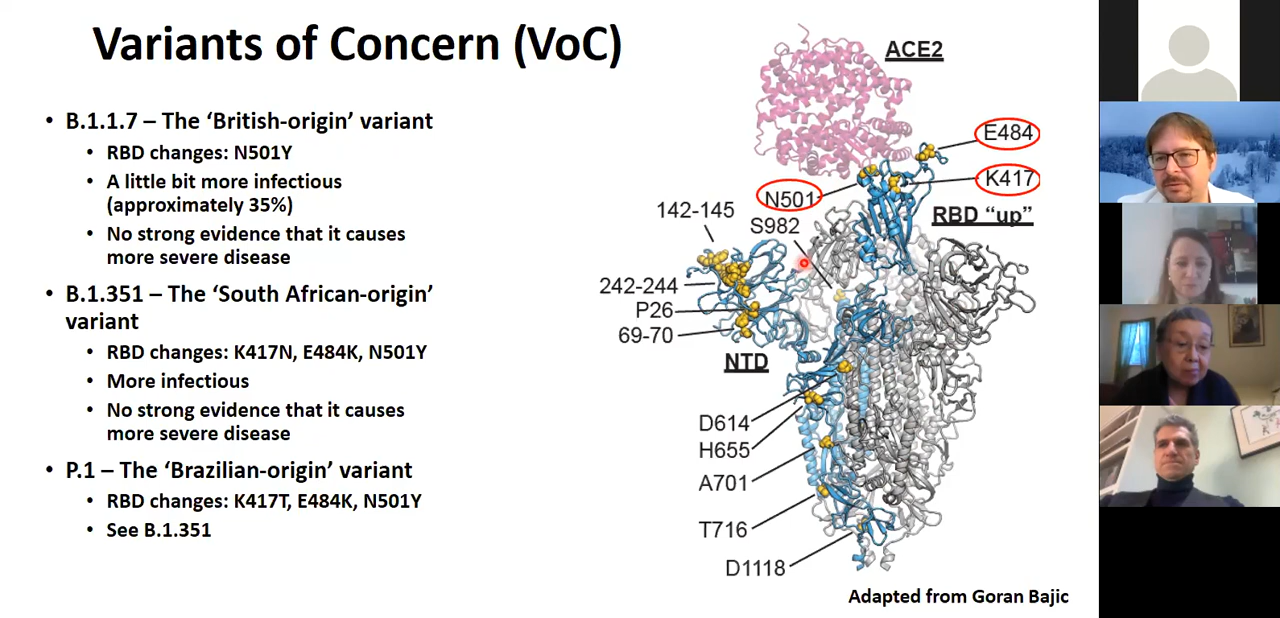 Variants of Concern (VoC)
• B.1.1.7 – The ‘British-origin’ variant
• RBD changes: N501Y
• A little bit more infectious
(approximately 35%)
• No strong evidence that it causes
more severe disease
• B.1.351 – The ‘South African-origin’
variant
• RBD changes: K417N, E484K, N501Y
• More infectious
• No strong evidence that it causes
more severe disease
• P.1 – The ‘Brazilian-origin’ variant
• RBD changes: K417T, E484K, N501Y
• See B.1.351
ACE2
E484
K417
N501
RBD “up”
142-145
S982
242-244
P26
69-70
NTD
D614
H655
A701
T716
D1118
Adapted from Goran Bajic